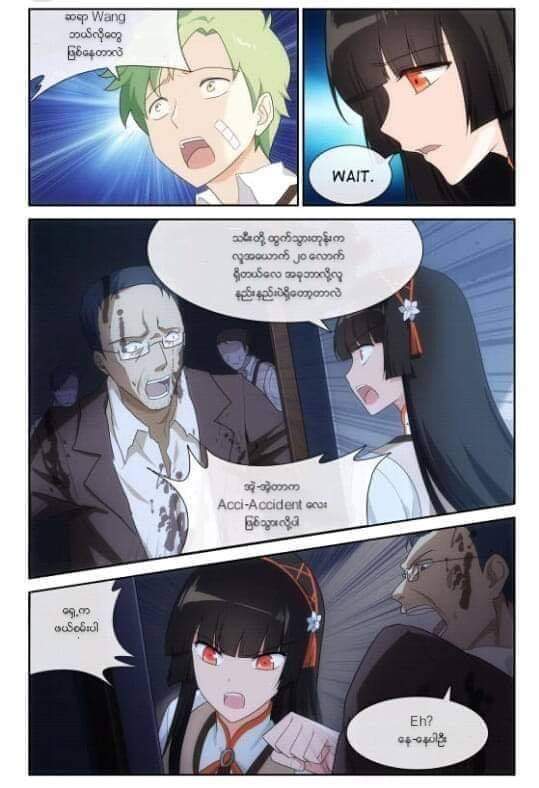 ဆရာ Wang
ဘယ်လိုတွေ
ဖြစ်နေတာလဲ
WAIT.
သမီးတို့ ထွက်သွားတုန်းက
လူအယောက် ၂၀ လောက်
ရှိတယ်လေ အခုဘာလို့လူ
နည်းနည်းပဲရှိတော့တာလဲ
အဲ့-အဲ့တာက
Acci-Accident လေး
ဖြစ်သွားလို့ပါ
ရှေ့က
ဖယ်စမ်းပါ
Eh?
နေ-နေပါဦး